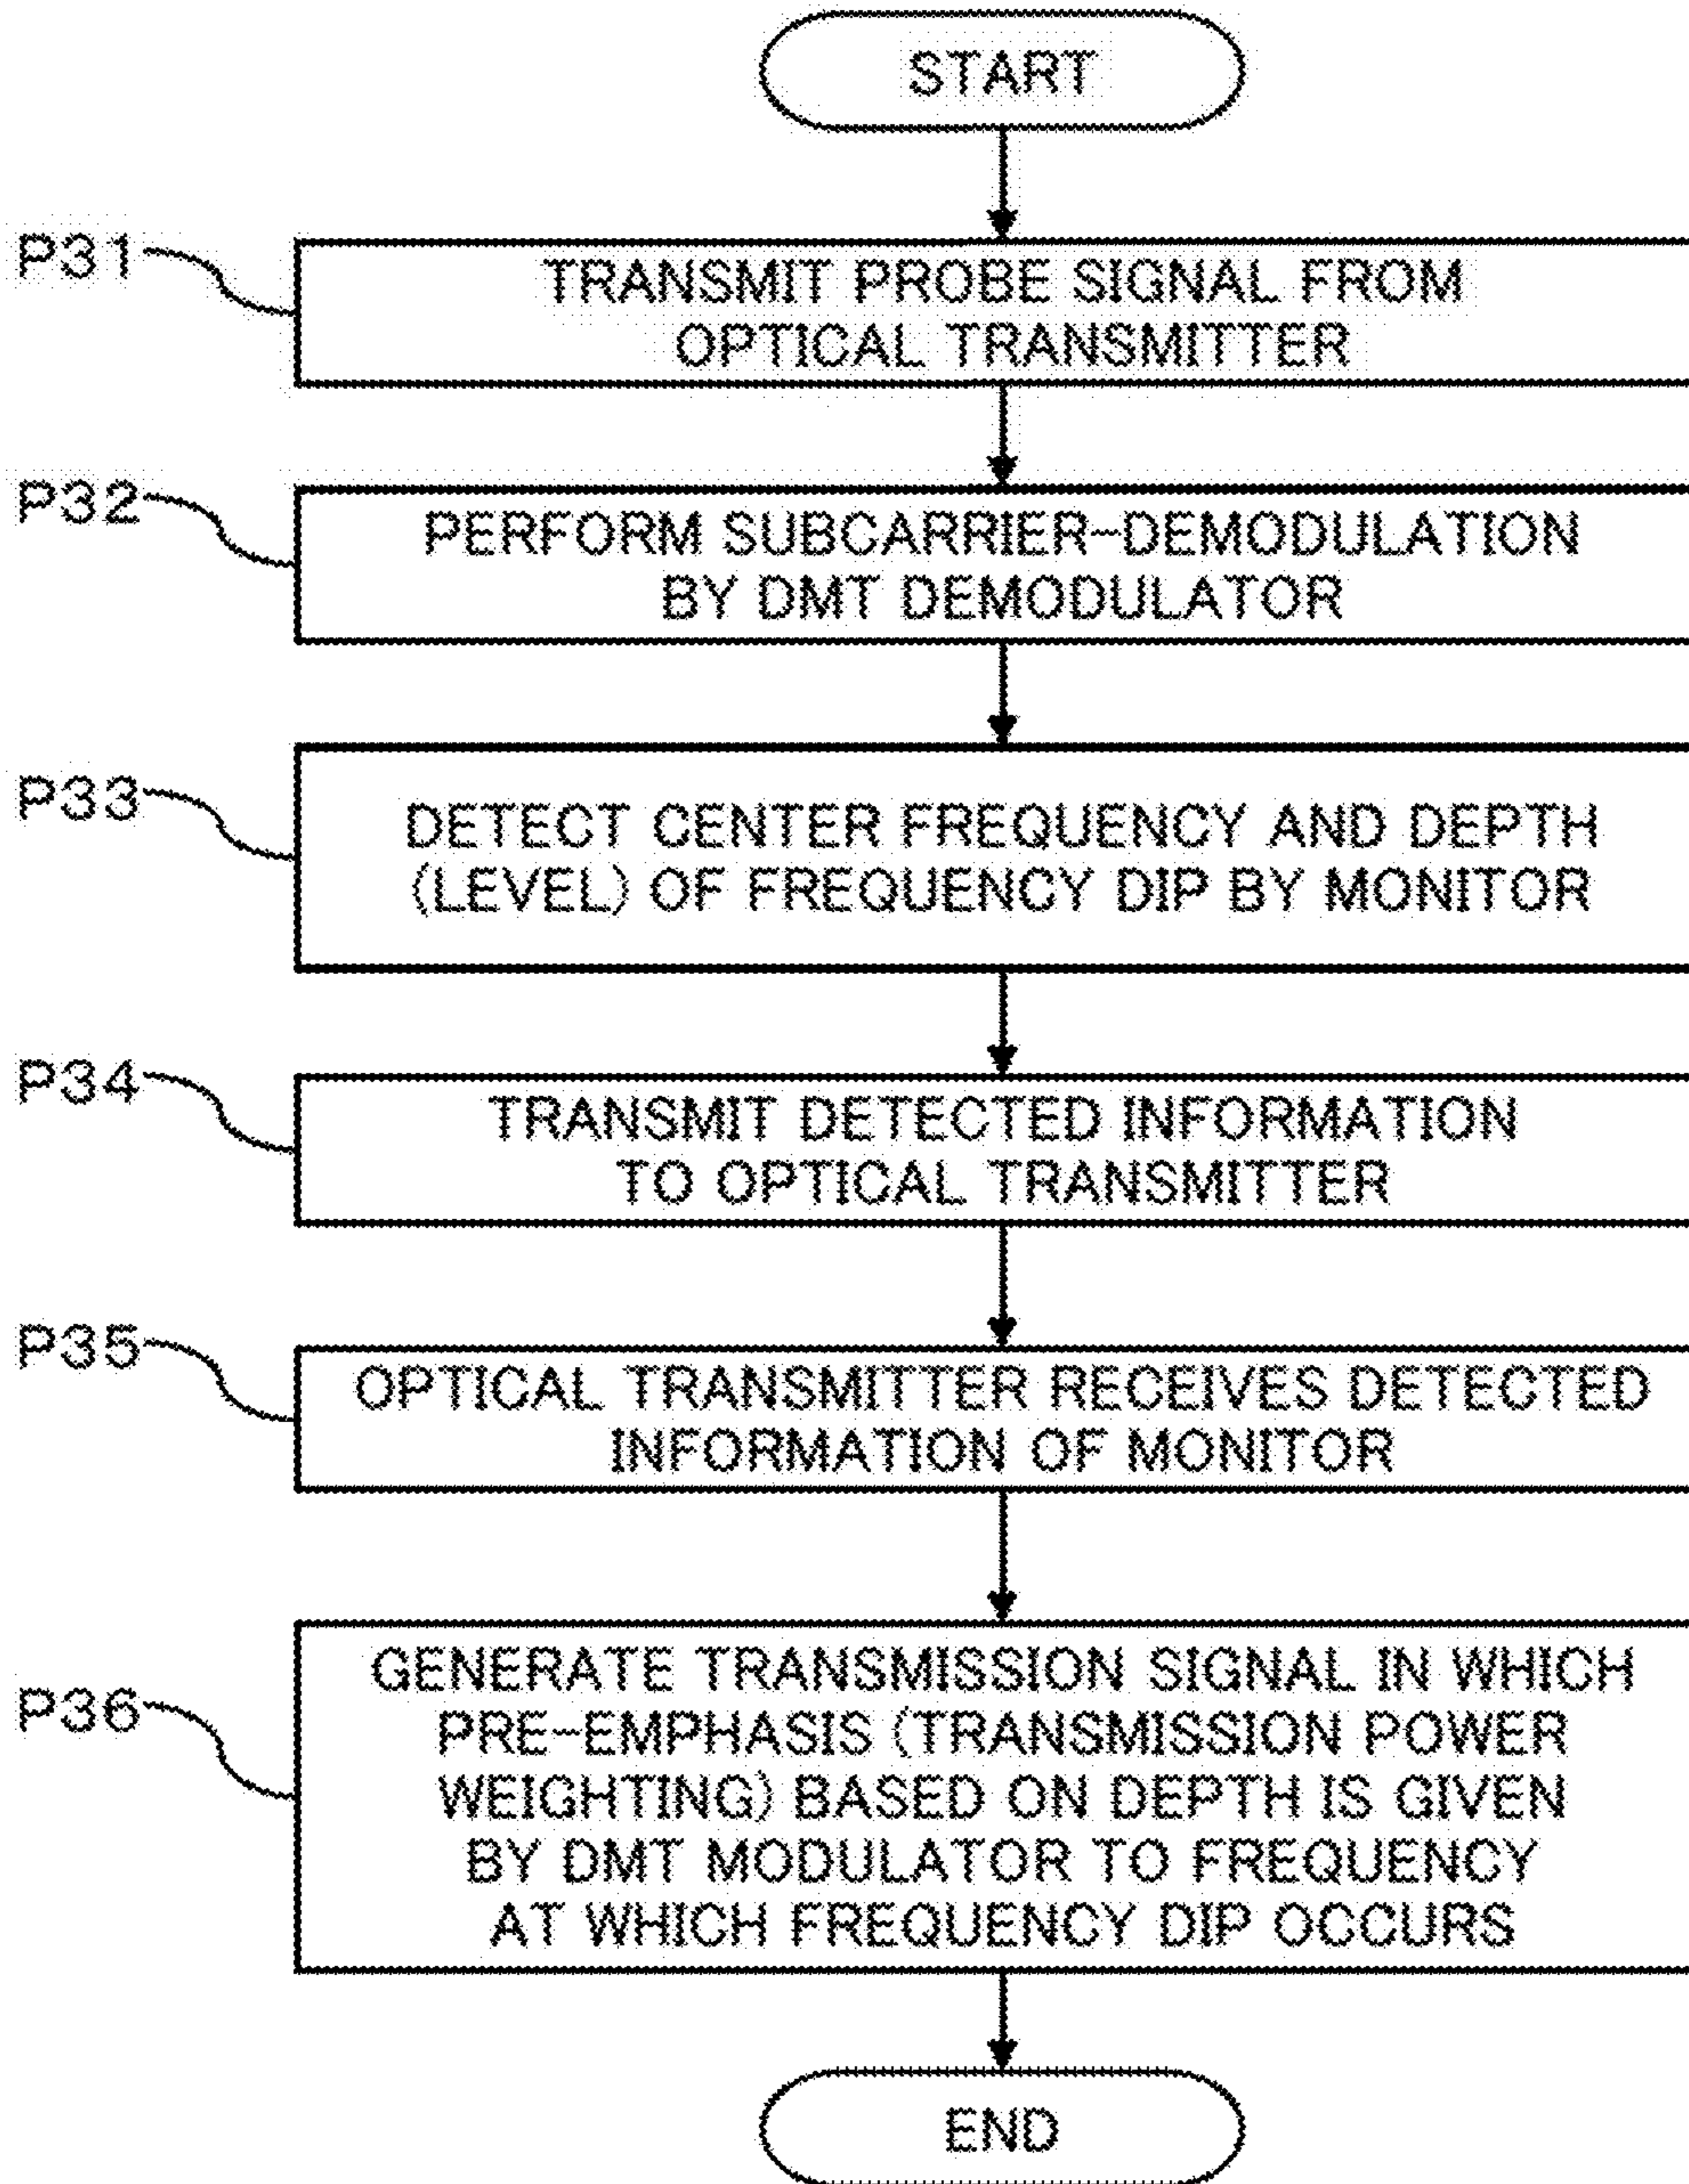 START
P31
TRANSMIT PROBE SIGNAL FROM
OPTICAL TRANSMITTER
P32
PERFORM SUBCARRIER-DEMODULATION
BY DMT DEMODULATOR
P33
DETECT CENTER FREQUENCY AND DEPTH
(LEVEL) OF FREQUENCY DIP BY MONITOR
P34
TRANSMIT DETECTED INFORMATION
TO OPTICAL TRANSMITTER
P35
OPTICAL TRANSMITTER RECEIVES DETECTED
INFORMATION OF MONITOR
P36
GENERATE TRANSMISSION SIGNAL IN WHICH
PRE-EMPHASIS (TRANSMISSION POWER
WEIGHTING) BASED ON DEPTH IS GIVEN
BY DMT MODULATOR TO FREQUENCY
AT WHICH FREQUENCY DIP OCCURS
END